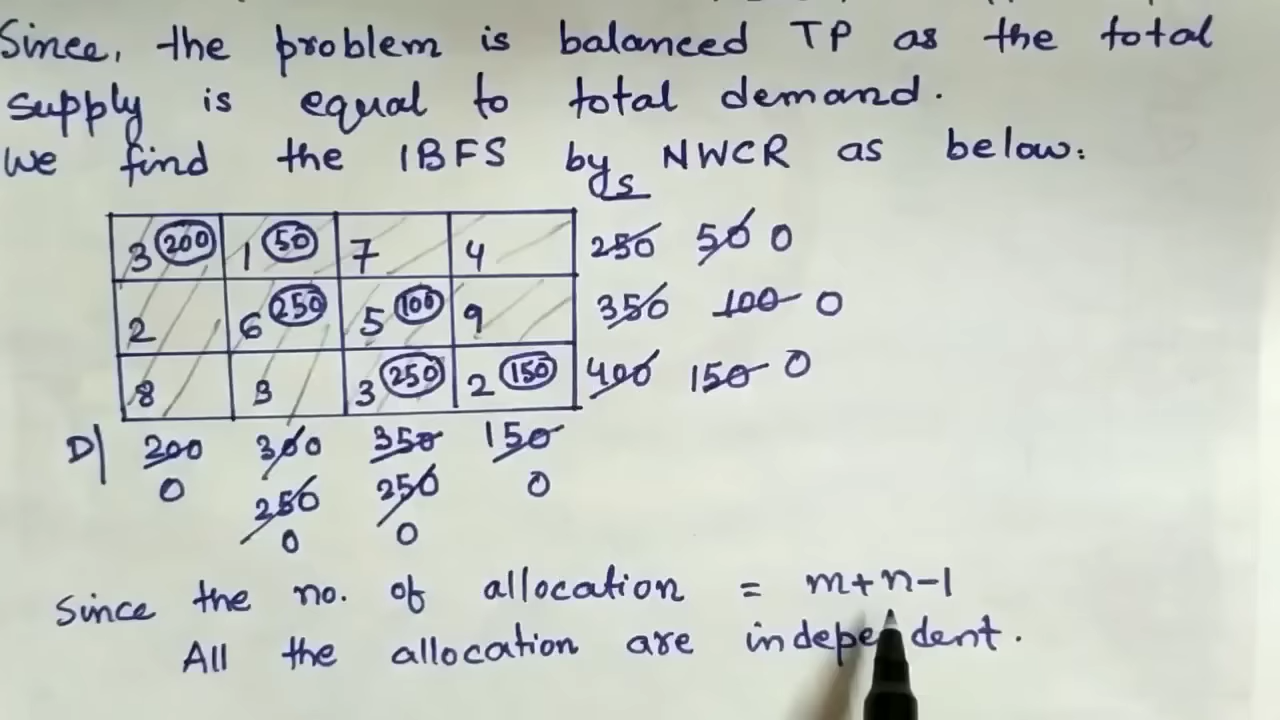 Since, the problem is balanced TP as the total
supply is equal to total demand.
We find the IBFS by NWCR as below:
S
3 200 1 50 7 4 250 50 0
2 6 250 5 100 9 350 100 0
8 3 3 250 2 150 400 150 0
D) 200 300 350 150
0 250 250 0
0 0
Since the no. of allocation = m+n-1
All the allocation are independent.